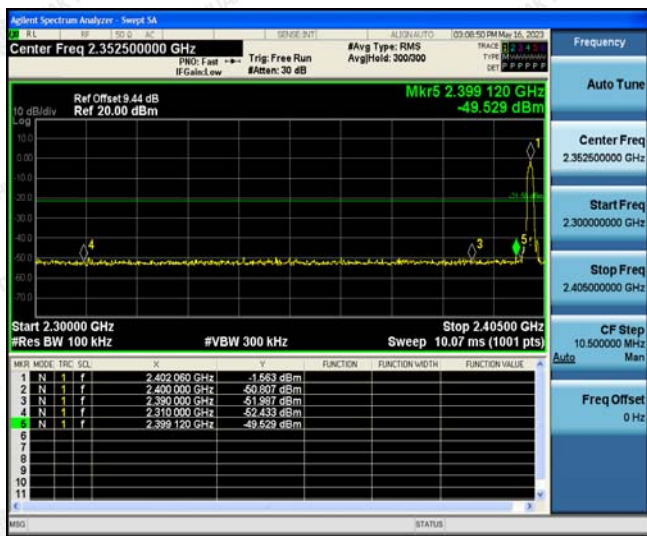 Agilent Spectrum Analyzer - Swept SA
RL RF 50 Ω AC SENSE:INT ALIGN AUTO 03:08:50 PM May 16, 2023
Center Freq 2.352500000 GHz
PNO: Fast
IFGain:Low
Trig: Free Run
#Atten: 30 dB
#Avg Type: RMS
Avg|Hold: 300/300
TRACE 1 2 3 4 5 6
TYPE
DET P P P P P P
Ref Offset 9.44 dB
Ref 20.00 dBm
10 dB/div
Log
Mkr5 2.399 120 GHz
-49.529 dBm
10.0
0.00
-10.0
-20.0
-30.0
-40.0
-50.0
-60.0
-70.0
1
4
3
5
Start 2.30000 GHz
Stop 2.40500 GHz
#Res BW 100 kHz
#VBW 300 kHz
Sweep 10.07 ms (1001 pts)
MKR MODE TRC SCL X Y FUNCTION FUNCTION WIDTH FUNCTION VALUE
1 N 1 f 2.402 060 GHz -1.563 dBm
2 N 1 f 2.400 000 GHz -50.807 dBm
3 N 1 f 2.390 000 GHz -51.987 dBm
4 N 1 f 2.310 000 GHz -52.433 dBm
5 N 1 f 2.399 120 GHz -49.529 dBm
6
7
8
9
10
11
MSG STATUS
Frequency
Auto Tune
Center Freq
2.352500000 GHz
Start Freq
2.300000000 GHz
Stop Freq
2.405000000 GHz
CF Step
10.500000 MHz
Auto Man
Freq Offset
0 Hz